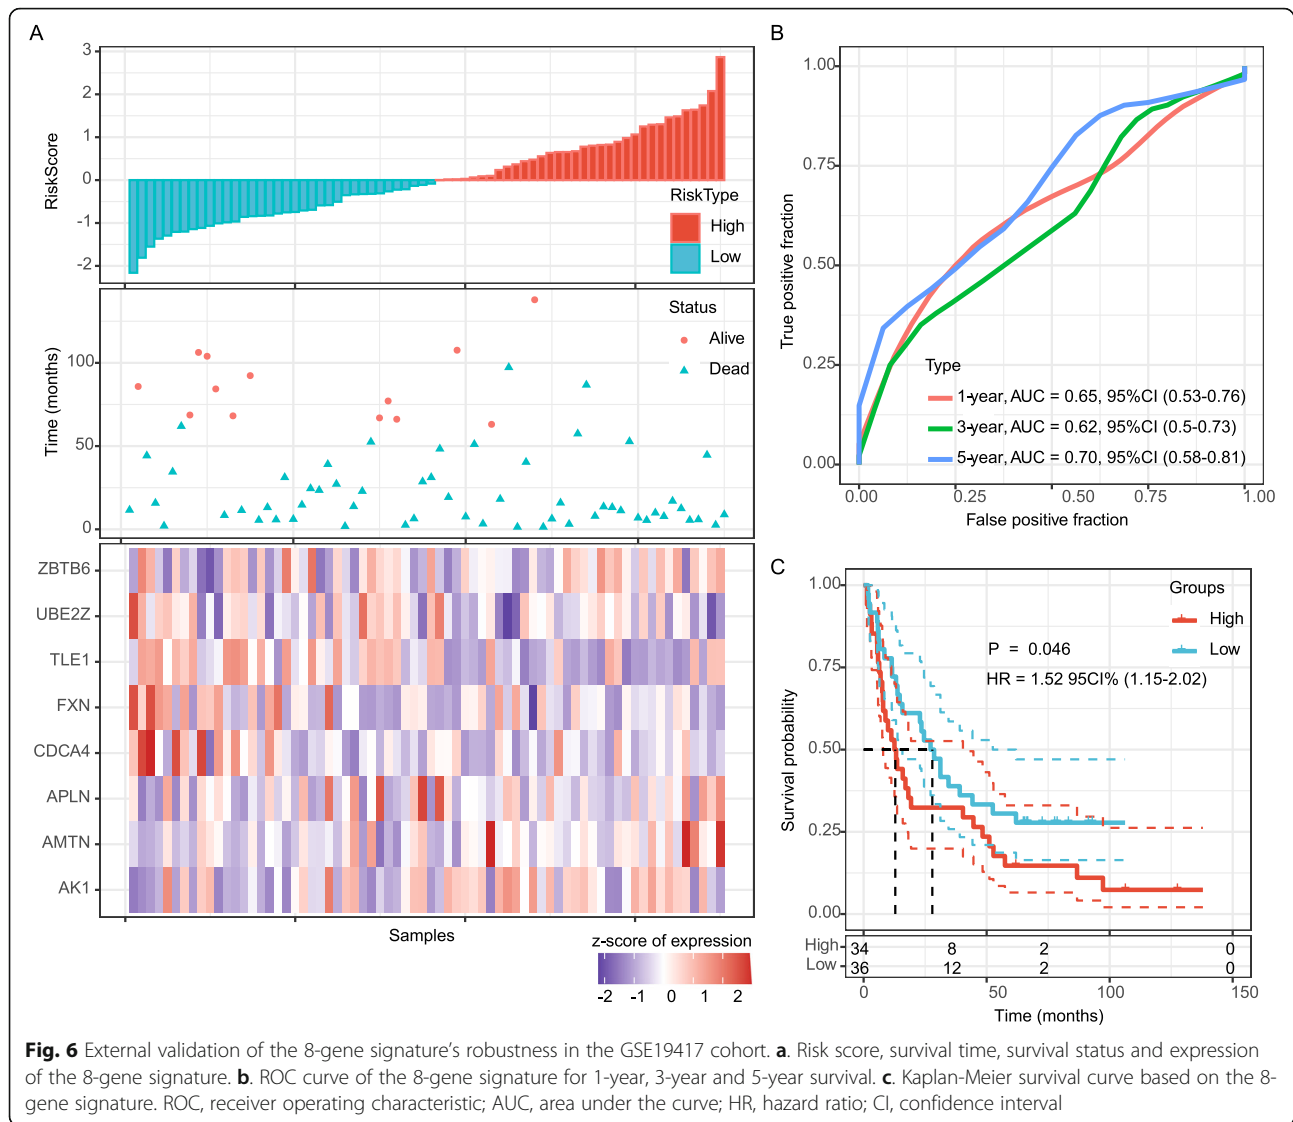 A
3
2
1
0
-1
-2
RiskScore
RiskType
High
Low
100
50
0
Time (months)
Status
Alive
Dead
ZBTB6
UBE2Z
TLE1
FXN
CDCA4
APLN
AMTN
AK1
Samples
z-score of expression
-2 -1 0 1 2
B
1.00
0.75
0.50
0.25
0.00
True positive fraction
Type
1-year, AUC = 0.65, 95%CI (0.53-0.76)
3-year, AUC = 0.62, 95%CI (0.5-0.73)
5-year, AUC = 0.70, 95%CI (0.58-0.81)
0.00 0.25 0.50 0.75 1.00
False positive fraction
C
1.00
0.75
0.50
0.25
0.00
Survival probability
Groups
High
Low
P = 0.046
HR = 1.52 95CI% (1.15-2.02)
High 34 8 2 0
Low 36 12 2 0
0 50 100 150
Time (months)
Fig. 6 External validation of the 8-gene signature's robustness in the GSE19417 cohort. a. Risk score, survival time, survival status and expression
of the 8-gene signature. b. ROC curve of the 8-gene signature for 1-year, 3-year and 5-year survival. c. Kaplan-Meier survival curve based on the 8-
gene signature. ROC, receiver operating characteristic; AUC, area under the curve; HR, hazard ratio; CI, confidence interval